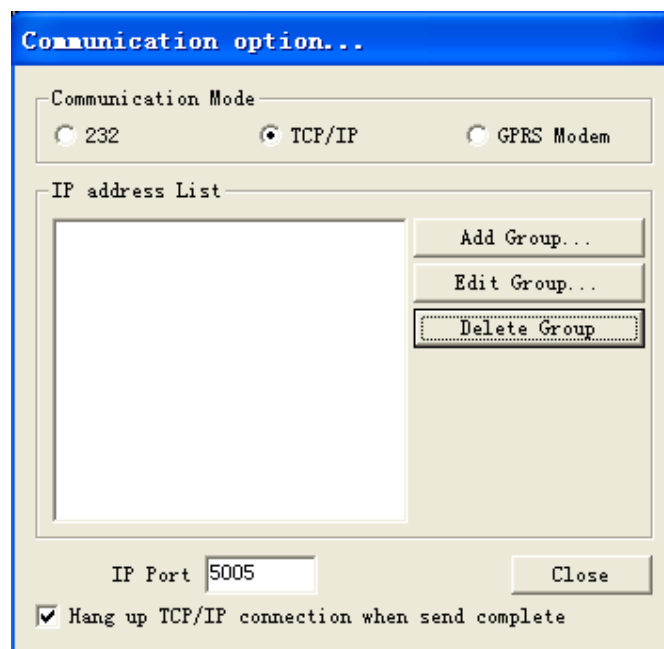 Communication option...
Communication Mode
232 TCP/IP GPRS Modem
IP address List
Add Group...
Edit Group...
Delete Group
IP Port 5005 Close
Hang up TCP/IP connection when send complete